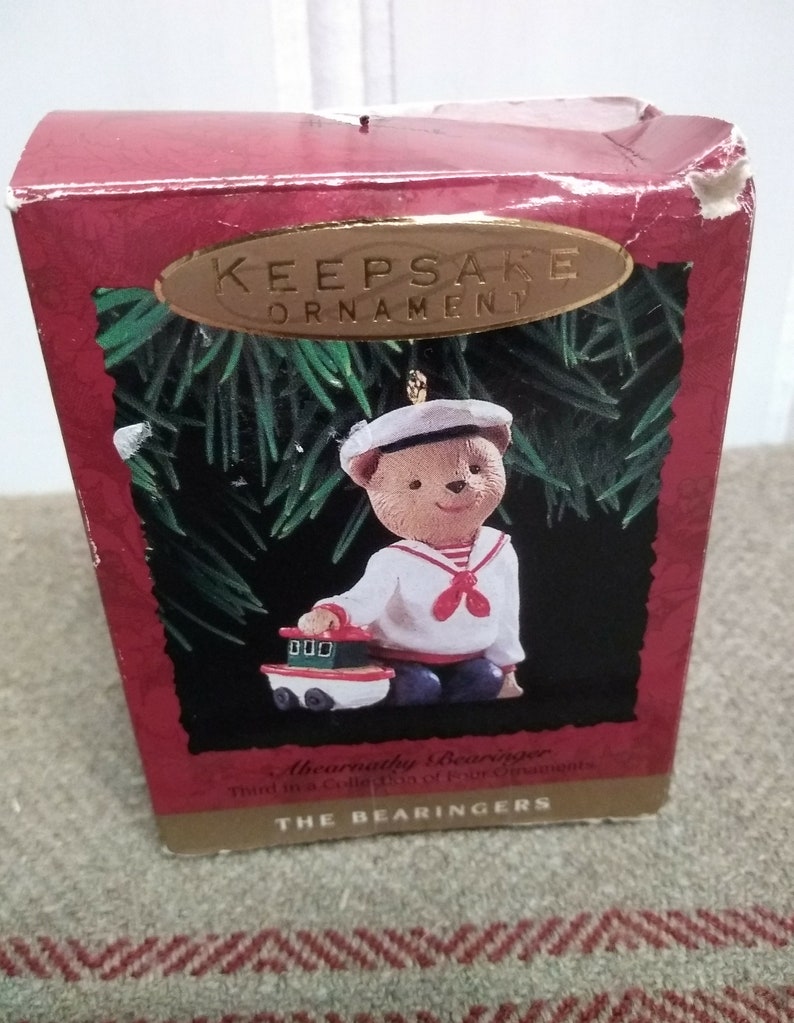 KEEPSAKE
ORNAMENT
Abearnathy Bearinger
Third in a Collection of Four Ornaments
THE BEARINGERS